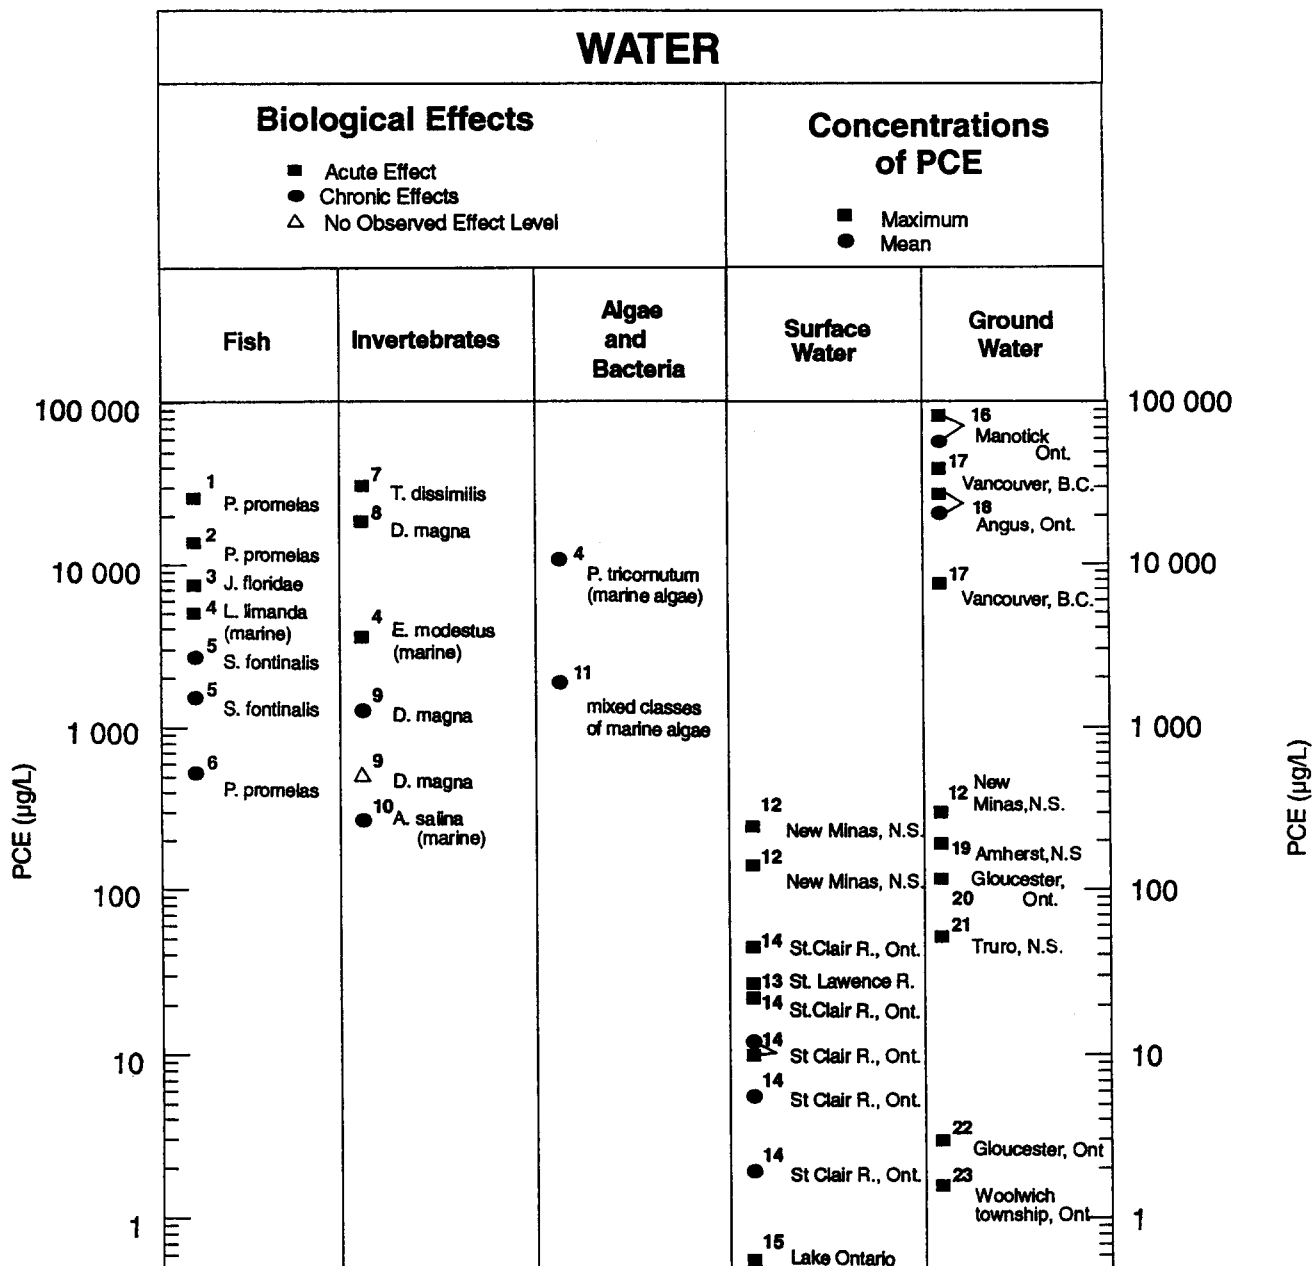 WATER
Biological Effects
Acute Effect
Chronic Effects
No Observed Effect Level
Concentrations
of PCE
Maximum
Mean
Fish
Invertebrates
Algae
and
Bacteria
Surface
Water
Ground
Water
100 000
10 000
1 000
100
10
1
PCE (µg/L)
1
P. promelas
2
P. promelas
3 J. floridae
4 L. limanda
(marine)
5
S. fontinalis
5
S. fontinalis
6
P. promelas
7
T. dissimilis
8
D. magna
4
E. modestus
(marine)
9
D. magna
9
D. magna
10 A. salina
(marine)
4
P. tricornutum
(marine algae)
11
mixed classes
of marine algae
12
New Minas, N.S.
12
New Minas, N.S.
14 St.Clair R., Ont.
13 St. Lawence R.
14 St.Clair R., Ont.
14
St Clair R., Ont.
14
St Clair R., Ont.
14
St Clair R., Ont.
15
Lake Ontario
16
Manotick
Ont.
17
Vancouver, B.C.
18
Angus, Ont.
17
Vancouver, B.C.
12 New
Minas,N.S.
19 Amherst,N.S
Gloucester,
Ont.
20
21
Truro, N.S.
22
Gloucester, Ont
23
Woolwich
township, Ont
100 000
10 000
1 000
100
10
1
PCE (µg/L)